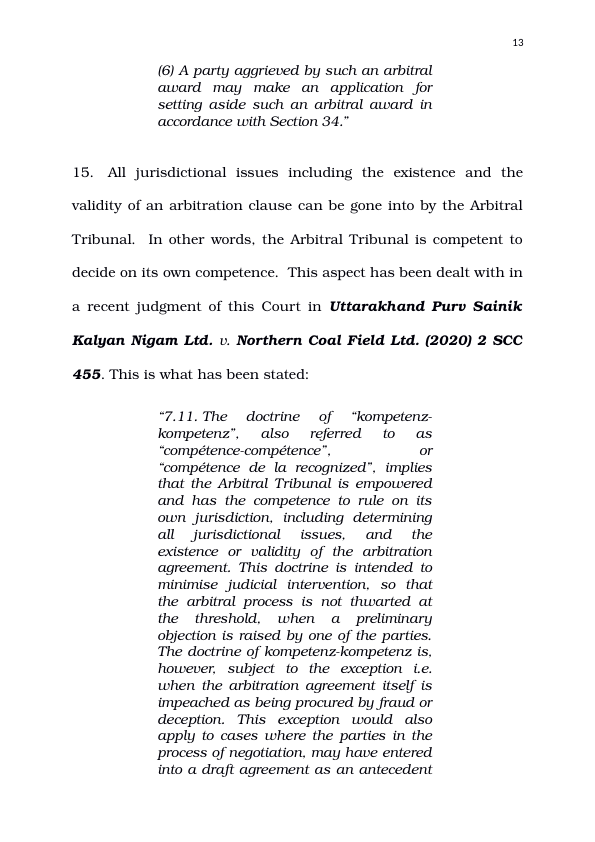 13
(6) A party aggrieved by such an arbitral
award may make an application for
setting aside such an arbitral award in
accordance with Section 34.”
15. All jurisdictional issues including the existence and the
validity of an arbitration clause can be gone into by the Arbitral
Tribunal. In other words, the Arbitral Tribunal is competent to
decide on its own competence. This aspect has been dealt with in
a recent judgment of this Court in Uttarakhand Purv Sainik
Kalyan Nigam Ltd. v. Northern Coal Field Ltd. (2020) 2 SCC
455. This is what has been stated:
“7.11. The doctrine of “kompetenz-
kompetenz”, also referred to as
“compétence-compétence”, or
“compétence de la recognized”, implies
that the Arbitral Tribunal is empowered
and has the competence to rule on its
own jurisdiction, including determining
all jurisdictional issues, and the
existence or validity of the arbitration
agreement. This doctrine is intended to
minimise judicial intervention, so that
the arbitral process is not thwarted at
the threshold, when a preliminary
objection is raised by one of the parties.
The doctrine of kompetenz-kompetenz is,
however, subject to the exception i.e.
when the arbitration agreement itself is
impeached as being procured by fraud or
deception. This exception would also
apply to cases where the parties in the
process of negotiation, may have entered
into a draft agreement as an antecedent